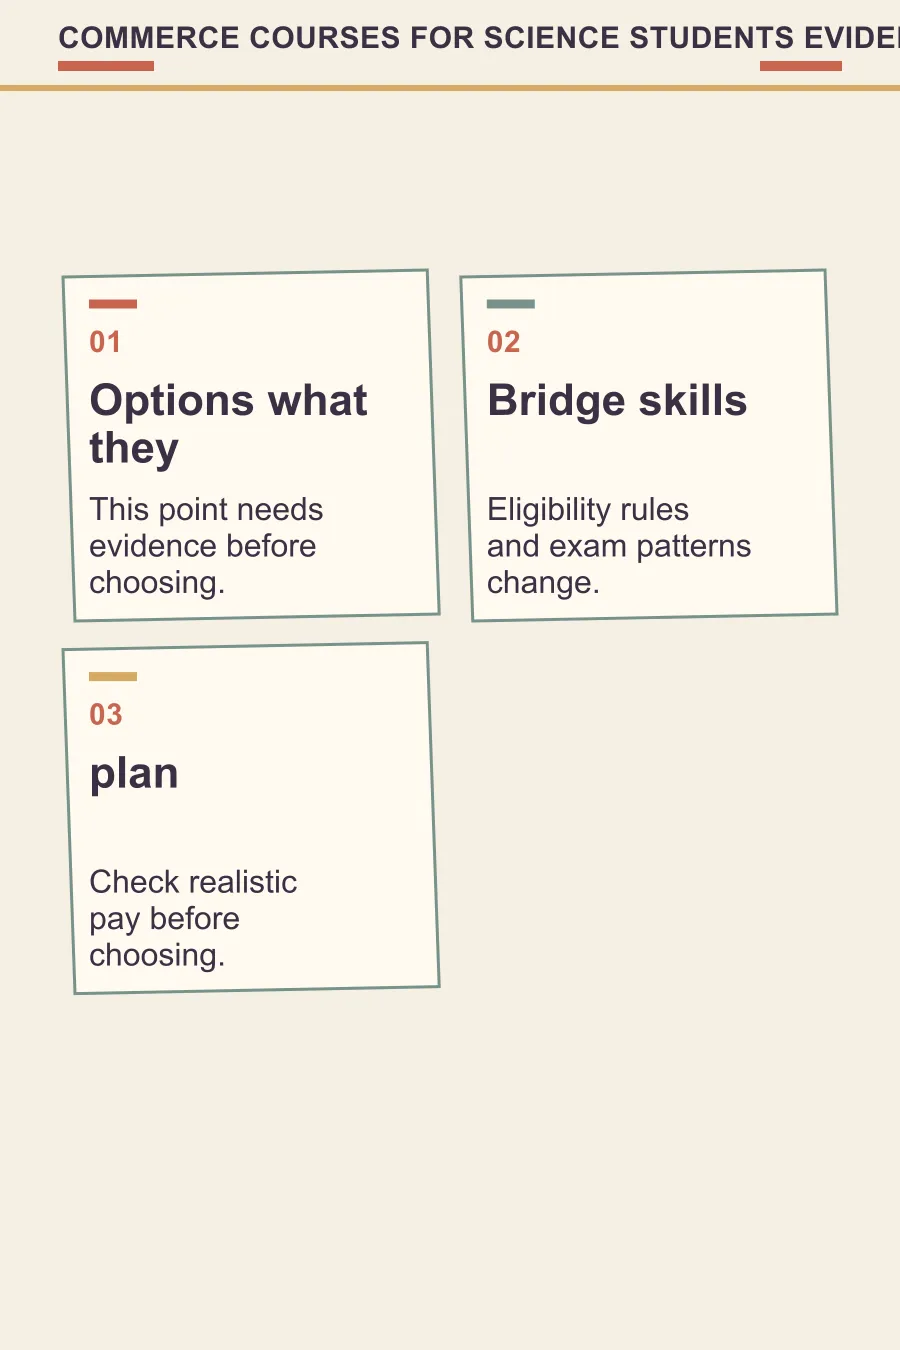 COMMERCE COURSES FOR SCIENCE STUDENTS
01
Options what
they
This point needs
evidence before
choosing.
02
Bridge skills
Eligibility rules
and exam patterns
change.
03
plan
Check realistic
pay before
choosing.